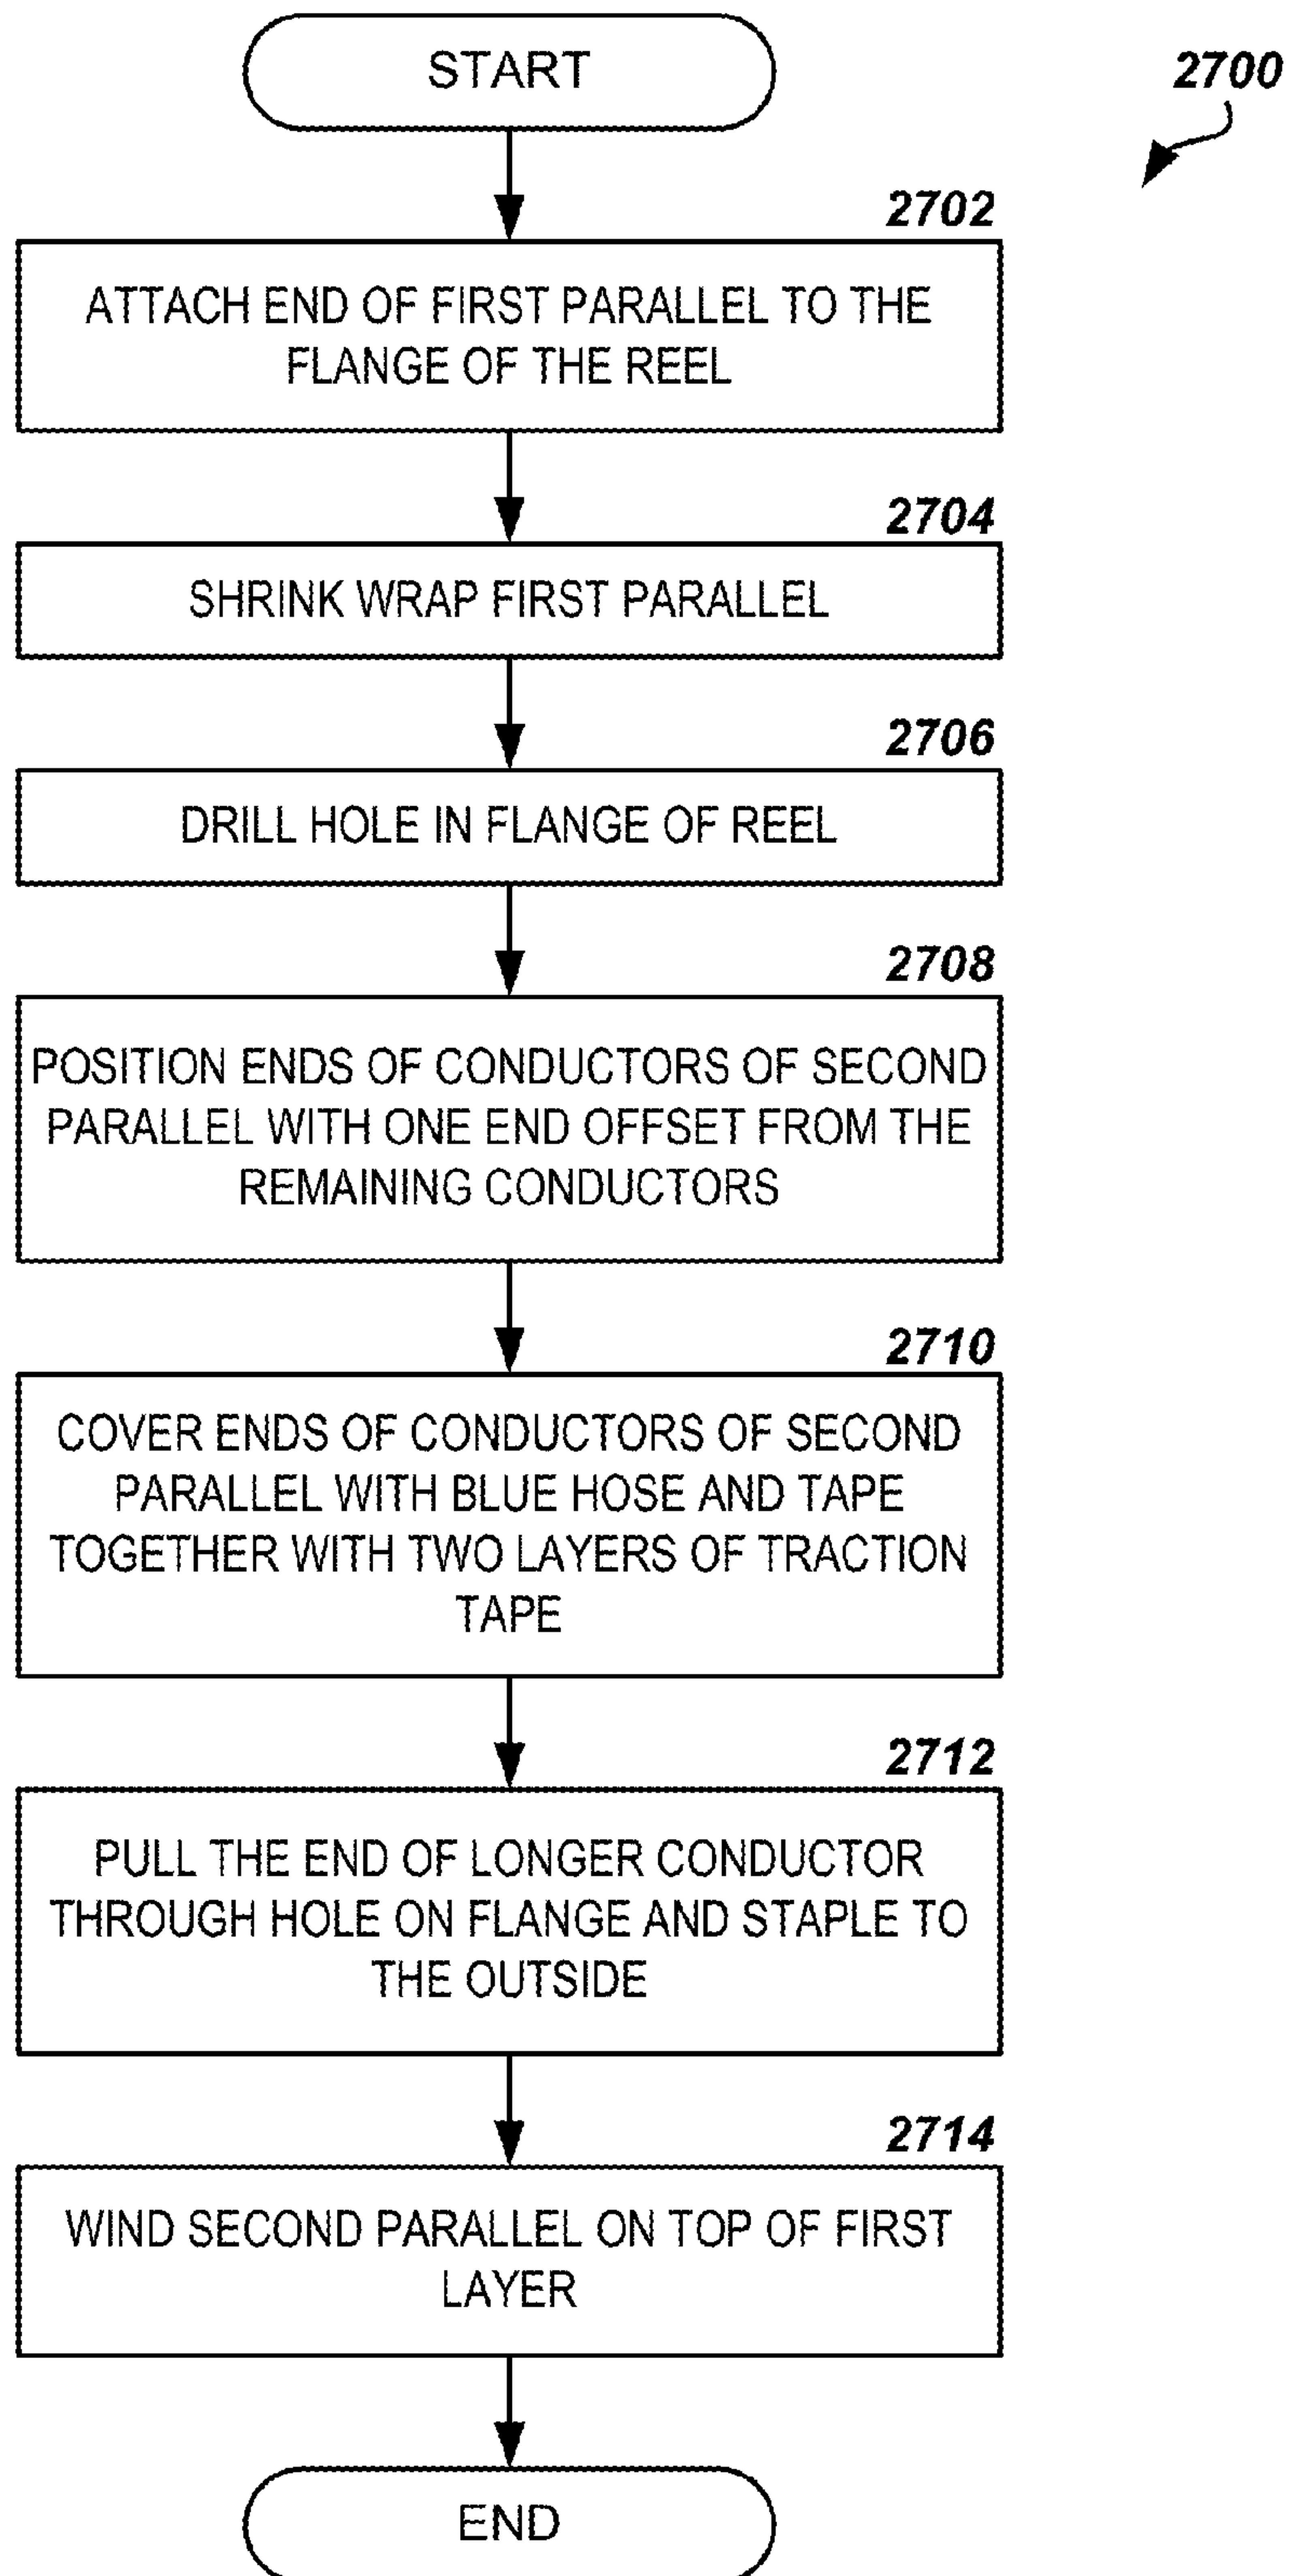 START
2700
2702
ATTACH END OF FIRST PARALLEL TO THE
FLANGE OF THE REEL
2704
SHRINK WRAP FIRST PARALLEL
2706
DRILL HOLE IN FLANGE OF REEL
2708
POSITION ENDS OF CONDUCTORS OF SECOND
PARALLEL WITH ONE END OFFSET FROM THE
REMAINING CONDUCTORS
2710
COVER ENDS OF CONDUCTORS OF SECOND
PARALLEL WITH BLUE HOSE AND TAPE
TOGETHER WITH TWO LAYERS OF TRACTION
TAPE
2712
PULL THE END OF LONGER CONDUCTOR
THROUGH HOLE ON FLANGE AND STAPLE TO
THE OUTSIDE
2714
WIND SECOND PARALLEL ON TOP OF FIRST
LAYER
END